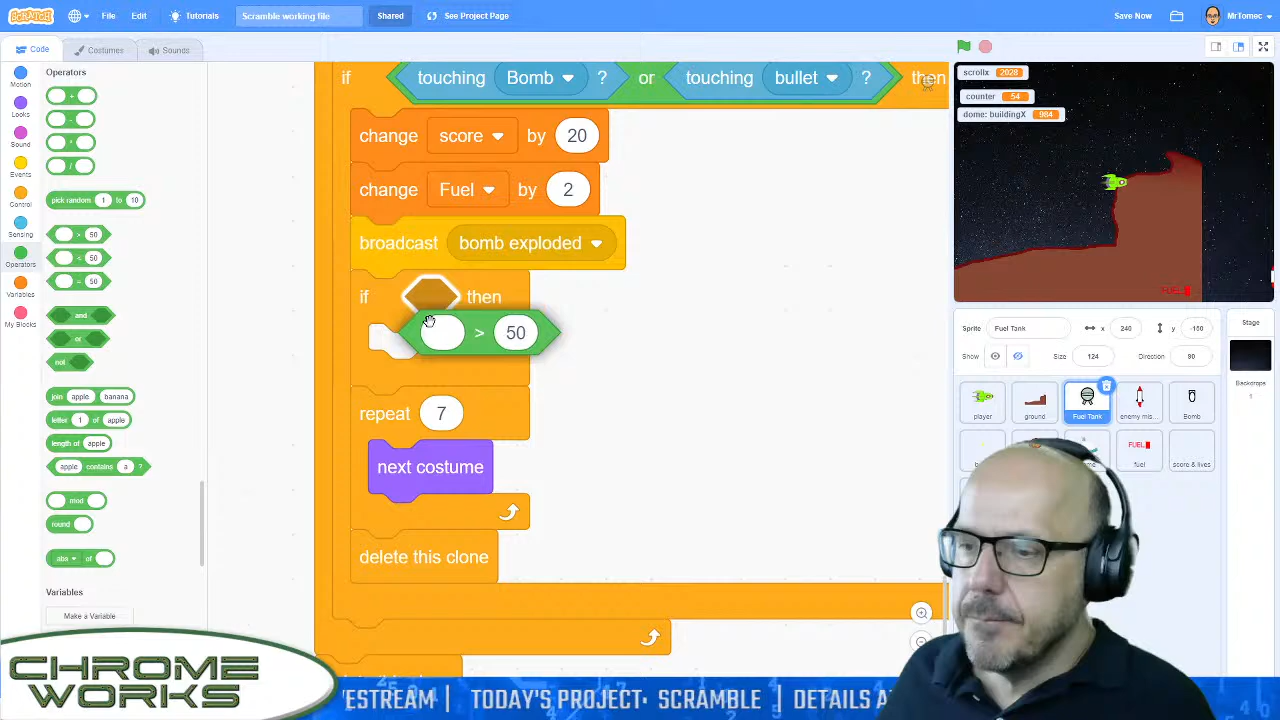 SCRATCH
File
Edit
Tutorials
Scramble working file
Shared
See Project Page
Save Now
MrTomec
Code
Costumes
Sounds
Motion
Looks
Sound
Events
Control
Sensing
Operators
Variables
My Blocks
Operators
+
-
*
/
pick random 1 to 10
> 50
< 50
= 50
and
or
not
join apple banana
letter 1 of apple
length of apple
apple contains a ?
mod
round
abs of
Variables
Make a Variable
if touching Bomb ? or touching bullet ? then
change score by 20
change Fuel by 2
broadcast bomb exploded
if then
> 50
repeat 7
next costume
delete this clone
scrollx 2028
counter 54
dome: buildingX 984
FUEL
Sprite Fuel Tank x 240 y -160
Show Size 124 Direction 90
player
ground
Fuel Tank
enemy mis...
Bomb
FUEL
fuel
score & lives
Stage
Backdrops
1
CHROME
WORKS
VESTREAM | TODAY'S PROJECT: SCRAMBLE | DETAILS A